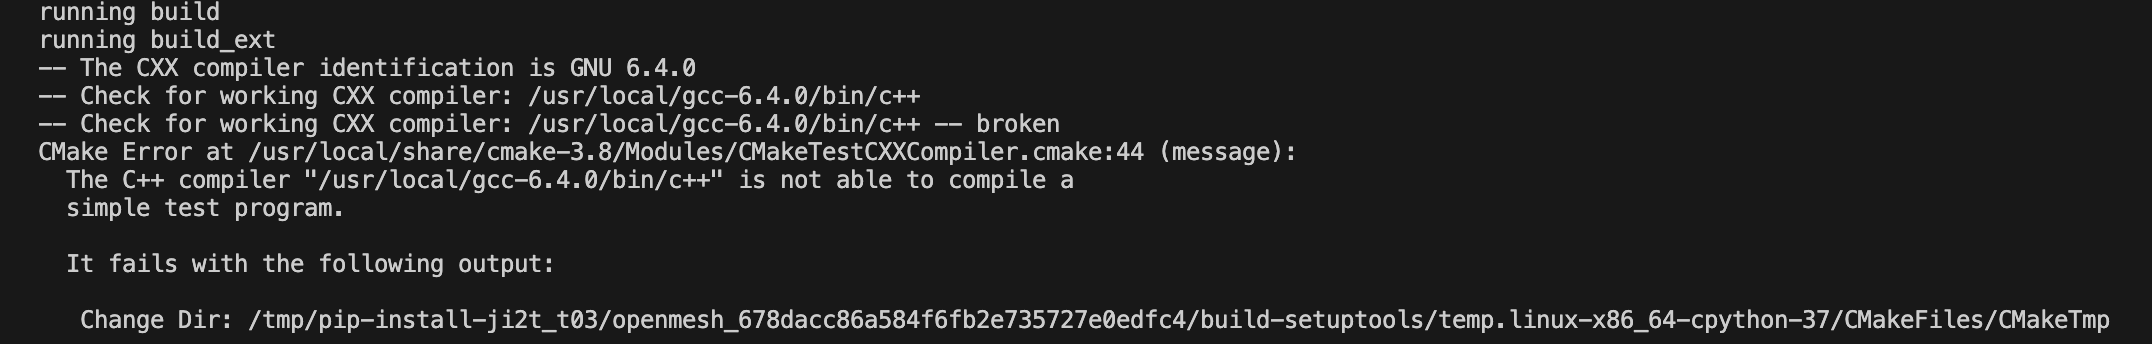 running build
running build_ext
-- The CXX compiler identification is GNU 6.4.0
-- Check for working CXX compiler: /usr/local/gcc-6.4.0/bin/c++
-- Check for working CXX compiler: /usr/local/gcc-6.4.0/bin/c++ -- broken
CMake Error at /usr/local/share/cmake-3.8/Modules/CMakeTestCXXCompiler.cmake:44 (message):
  The C++ compiler "/usr/local/gcc-6.4.0/bin/c++" is not able to compile a
  simple test program.

  It fails with the following output:

   Change Dir: /tmp/pip-install-ji2t_t03/openmesh_678dacc86a584f6fb2e735727e0edfc4/build-setuptools/temp.linux-x86_64-cpython-37/CMakeFiles/CMakeTmp